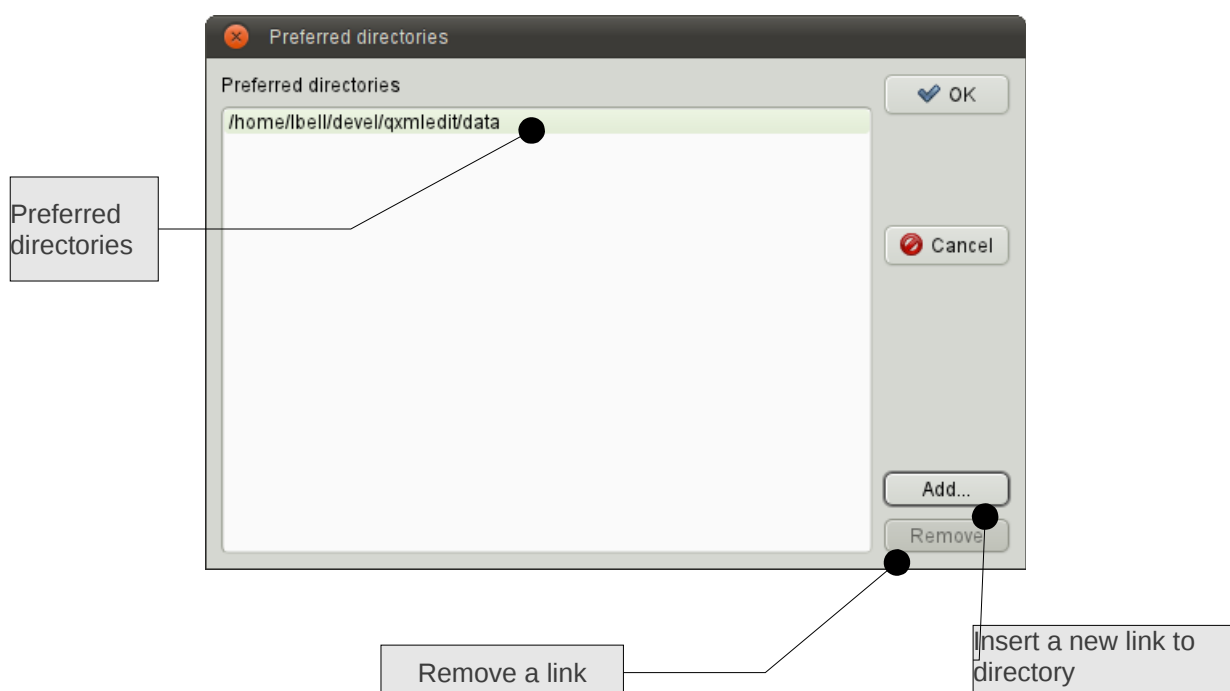 Preferred directories
Preferred directories
OK
/home/lbell/devel/qxmledit/data
Preferred
directories
Cancel
Add...
Remove
Insert a new link to
directory
Remove a link